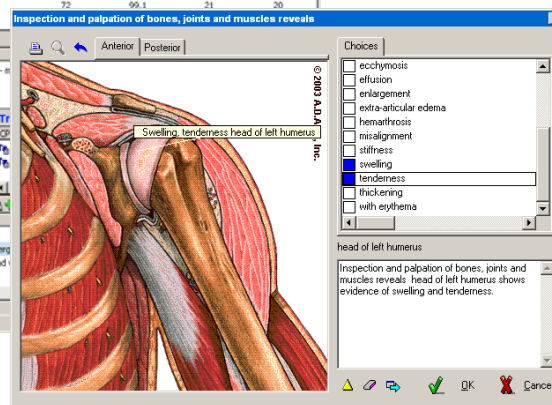 72 99.1 21 20
Inspection and palpation of bones, joints and muscles reveals
Anterior Posterior
Choices
ecchymosis
effusion
enlargement
extra-articular edema
hemarthrosis
misalignment
stiffness
swelling
tenderness
thickening
with erythema
© 2003 A.D.A. , Inc.
Swelling, tenderness head of left humerus
head of left humerus
Inspection and palpation of bones, joints and
muscles reveals head of left humerus shows
evidence of swelling and tenderness.
OK Cance